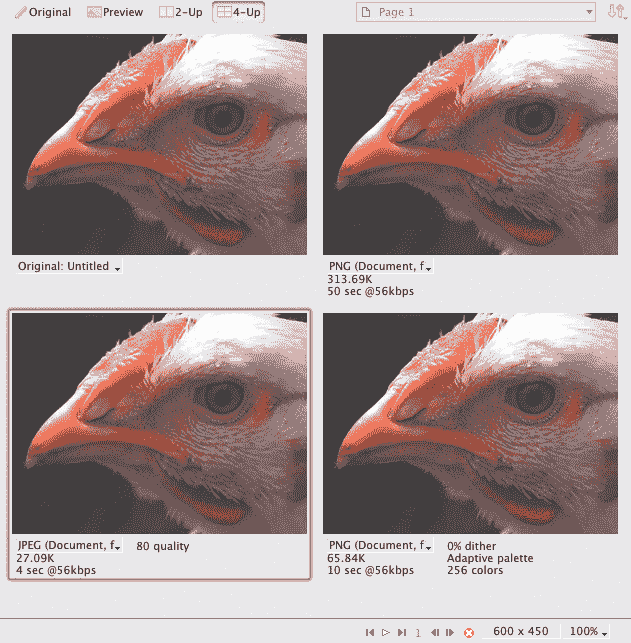 Original Preview 2-Up 4-Up Page 1
Original: Untitled
PNG (Document, f
313.69K
50 sec @56kbps
JPEG (Document, f 80 quality
27.09K
4 sec @56kbps
PNG (Document, f 0% dither
65.84K Adaptive palette
10 sec @56kbps 256 colors
1 600 x 450 100%